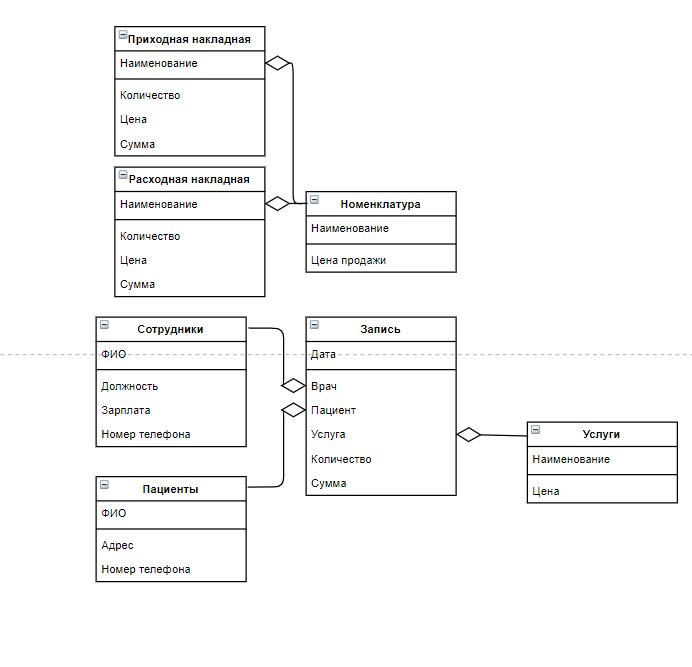 Приходная накладная
Наименование
Количество
Цена
Сумма
Расходная накладная
Наименование
Количество
Цена
Сумма
Номенклатура
Наименование
Цена продажи
Сотрудники
ФИО
Должность
Зарплата
Номер телефона
Запись
Дата
Врач
Пациент
Услуга
Количество
Сумма
Услуги
Наименование
Цена
Пациенты
ФИО
Адрес
Номер телефона